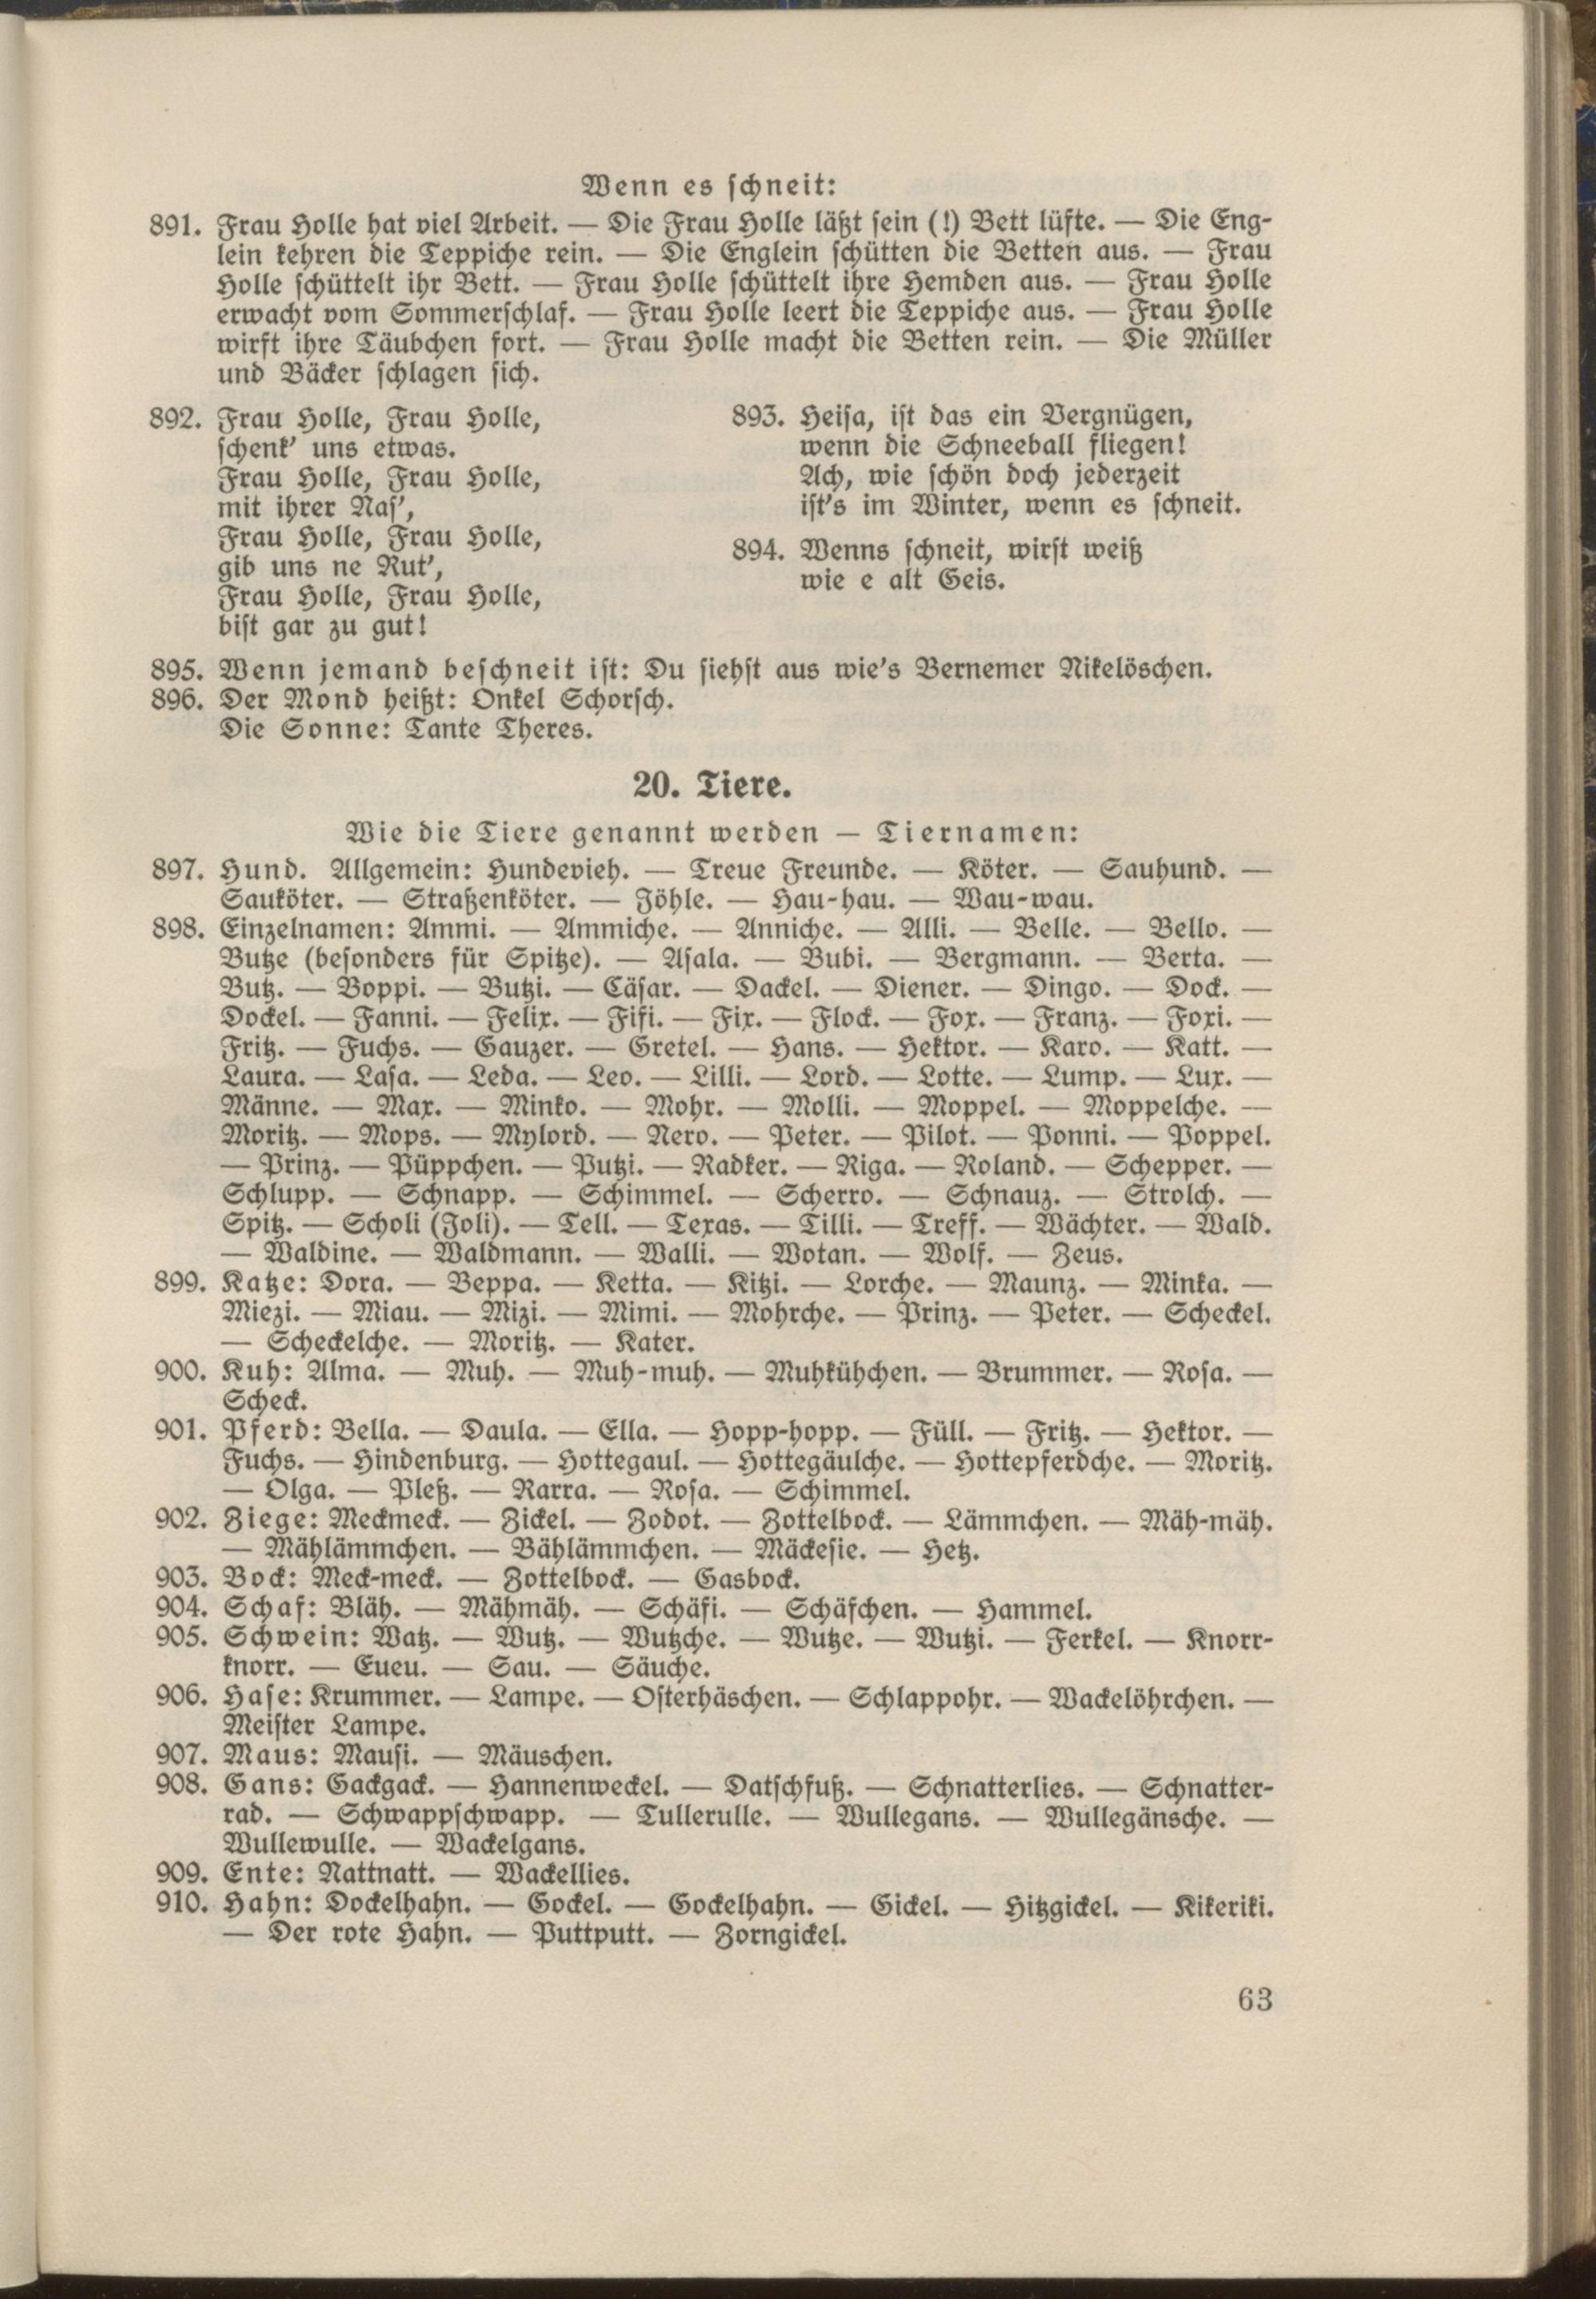 Wenn es schneit:
891. Frau Holle hat viel Arbeit. — Die Frau Holle läßt sein (!) Bett lüfte. — Die Eng-
lein kehren die Teppiche rein. — Die Englein schütten die Betten aus. — Frau
Holle schüttelt ihr Bett. — Frau Holle schüttelt ihre Hemden aus. — Frau Holle
erwacht vom Sommerschlaf. — Frau Holle leert die Teppiche aus. — Frau Holle
wirft ihre Täubchen fort. — Frau Holle macht die Betten rein. — Die Müller
und Bäcker schlagen sich.
892. Frau Holle, Frau Holle,
schenk' uns etwas.
Frau Holle, Frau Holle,
mit ihrer Nas',
Frau Holle, Frau Holle,
gib uns ne Rut',
Frau Holle, Frau Holle,
bist gar zu gut!
893. Heisa, ist das ein Vergnügen,
wenn die Schneeball fliegen!
Ach, wie schön doch jederzeit
ist's im Winter, wenn es schneit.
894. Wenns schneit, wirst weiß
wie e alt Geis.
895. Wenn jemand beschneit ist: Du siehst aus wie's Bernemer Nikelöschen.
896. Der Mond heißt: Onkel Schorsch.
Die Sonne: Tante Theres.
20. Tiere.
Wie die Tiere genannt werden — Tiernamen:
897. Hund. Allgemein: Hundevieh. — Treue Freunde. — Köter. — Sauhund. —
Sauköter. — Straßenköter. — Jöhle. — Hau-hau. — Wau-wau.
898. Einzelnamen: Ammi. — Ammiche. — Anniche. — Alli. — Belle. — Bello. —
Butze (besonders für Spitze). — Asala. — Bubi. — Bergmann. — Berta. —
Butz. — Boppi. — Butzi. — Cäsar. — Dackel. — Diener. — Dingo. — Dock. —
Dockel. — Fanni. — Felix. — Fifi. — Fix. — Flock. — Fox. — Franz. — Foxi. —
Fritz. — Fuchs. — Gauzer. — Gretel. — Hans. — Hektor. — Karo. — Katt. —
Laura. — Lasa. — Leda. — Leo. — Lilli. — Lord. — Lotte. — Lump. — Lux. —
Männe. — Max. — Minko. — Mohr. — Molli. — Moppel. — Moppelche. —
Moritz. — Mops. — Mylord. — Nero. — Peter. — Pilot. — Ponni. — Poppel.
— Prinz. — Püppchen. — Putzi. — Radker. — Riga. — Roland. — Schepper. —
Schlupp. — Schnapp. — Schimmel. — Scherro. — Schnauz. — Strolch. —
Spitz. — Scholi (Joli). — Tell. — Texas. — Tilli. — Treff. — Wächter. — Wald.
— Waldine. — Waldmann. — Walli. — Wotan. — Wolf. — Zeus.
899. Katze: Dora. — Beppa. — Ketta. — Kitzi. — Lorche. — Maunz. — Minka. —
Miezi. — Miau. — Mizi. — Mimi. — Mohrche. — Prinz. — Peter. — Scheckel.
— Scheckelche. — Moritz. — Kater.
900. Kuh: Alma. — Muh. — Muh-muh. — Muhkühchen. — Brummer. — Rosa. —
Scheck.
901. Pferd: Bella. — Daula. — Ella. — Hopp-hopp. — Füll. — Fritz. — Hektor. —
Fuchs. — Hindenburg. — Hottegaul. — Hottegäulche. — Hottepferdche. — Moritz.
— Olga. — Pleß. — Rarra. — Rosa. — Schimmel.
902. Ziege: Meckmeck. — Zickel. — Zodot. — Zottelbock. — Lämmchen. — Mäh-mäh.
— Mählämmchen. — Bählämmchen. — Mäckesie. — Hetz.
903. Bock: Meck-meck. — Zottelbock. — Gasbock.
904. Schaf: Bläh. — Mähmäh. — Schäfi. — Schäfchen. — Hammel.
905. Schwein: Watz. — Wutz. — Wutzche. — Wutze. — Wutzi. — Ferkel. — Knorr-
knorr. — Eueu. — Sau. — Säuche.
906. Hase: Krummer. — Lampe. — Osterhäschen. — Schlappohr. — Wackelöhrchen. —
Meister Lampe.
907. Maus: Mausi. — Mäuschen.
908. Gans: Gackgack. — Hannenweckel. — Datschfuß. — Schnatterlies. — Schnatter-
rad. — Schwappschwapp. — Tullerulle. — Wullegans. — Wullegänsche. —
Wullewulle. — Wackelgans.
909. Ente: Nattnatt. — Wackellies.
910. Hahn: Dockelhahn. — Gockel. — Gockelhahn. — Gickel. — Hitzgickel. — Kikeriki.
— Der rote Hahn. — Puttputt. — Zorngickel.
63